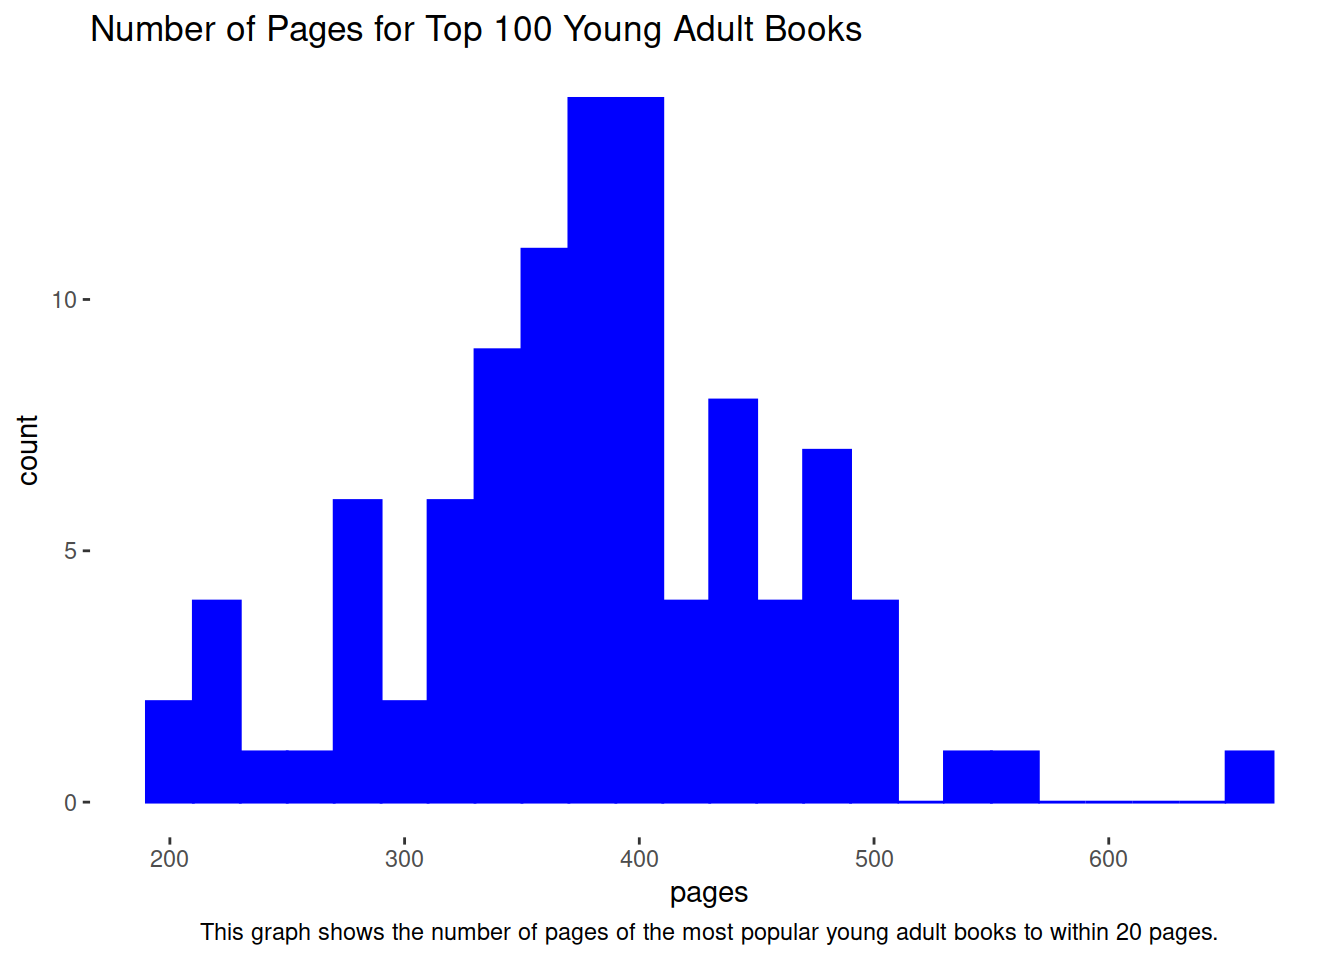 Number of Pages for Top 100 Young Adult Books
10
5
0
count
200 300 400 500 600
pages
This graph shows the number of pages of the most popular young adult books to within 20 pages.